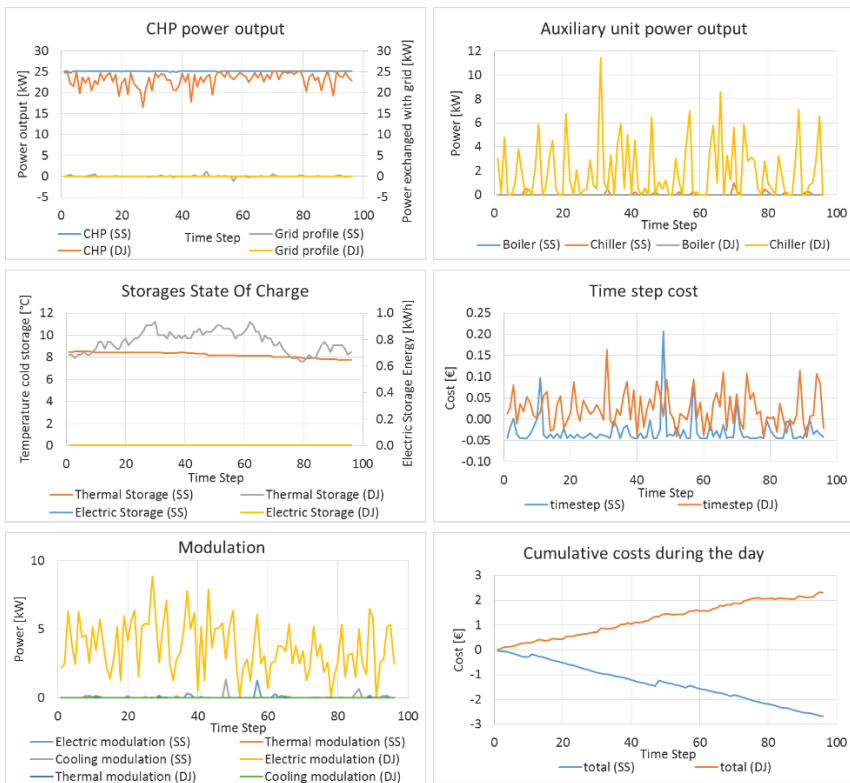 CHP power output
Power output [kW]
30
25
20
15
10
5
0
-5
30
25
20
15
10
5
0
-5
Power exchanged with grid [kW]
0 20 40 60 80 100
Time Step
CHP (SS) Grid profile (SS)
CHP (DJ) Grid profile (DJ)
Auxiliary unit power output
Power [kW]
12
10
8
6
4
2
0
0 20 40 60 80 100
Time Step
Boiler (SS) Chiller (SS) Boiler (DJ) Chiller (DJ)
Storages State Of Charge
Temperature cold storage [°C]
12
10
8
6
4
2
0
1.0
0.8
0.6
0.4
0.2
0.0
Electric Storage Energy [kWh]
0 20 40 60 80 100
Time Step
Thermal Storage (SS) Thermal Storage (DJ)
Electric Storage (SS) Electric Storage (DJ)
Time step cost
Cost [€]
0.25
0.20
0.15
0.10
0.05
0.00
-0.05
-0.10
0 20 40 60 80 100
Time Step
timestep (SS) timestep (DJ)
Modulation
Power [kW]
10
5
0
0 20 40 60 80 100
Time Step
Electric modulation (SS) Thermal modulation (SS)
Cooling modulation (SS) Electric modulation (DJ)
Thermal modulation (DJ) Cooling modulation (DJ)
Cumulative costs during the day
Cost [€]
3
2
1
0
-1
-2
-3
0 20 40 60 80 100
Time Step
total (SS) total (DJ)